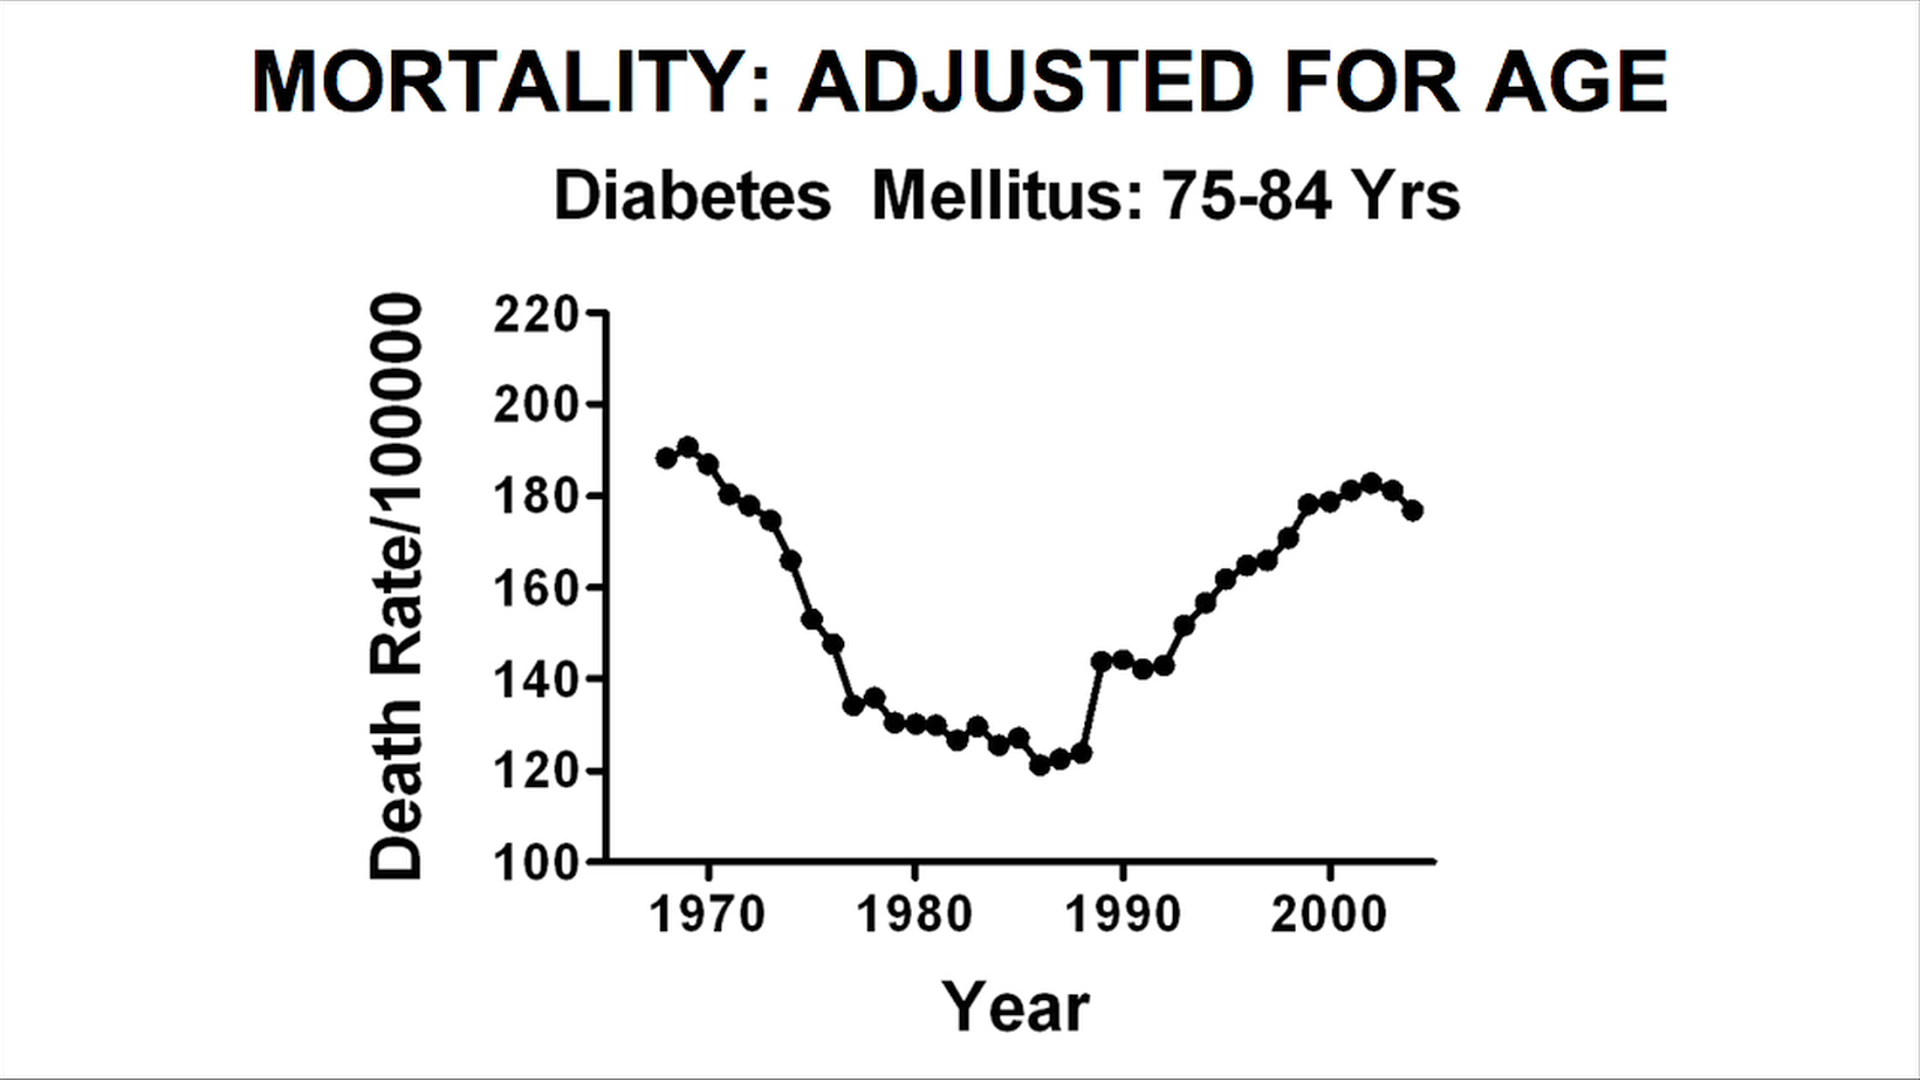 MORTALITY: ADJUSTED FOR AGE
Diabetes Mellitus: 75-84 Yrs
Death Rate/100000
220
200
180
160
140
120
100
1970 1980 1990 2000
Year